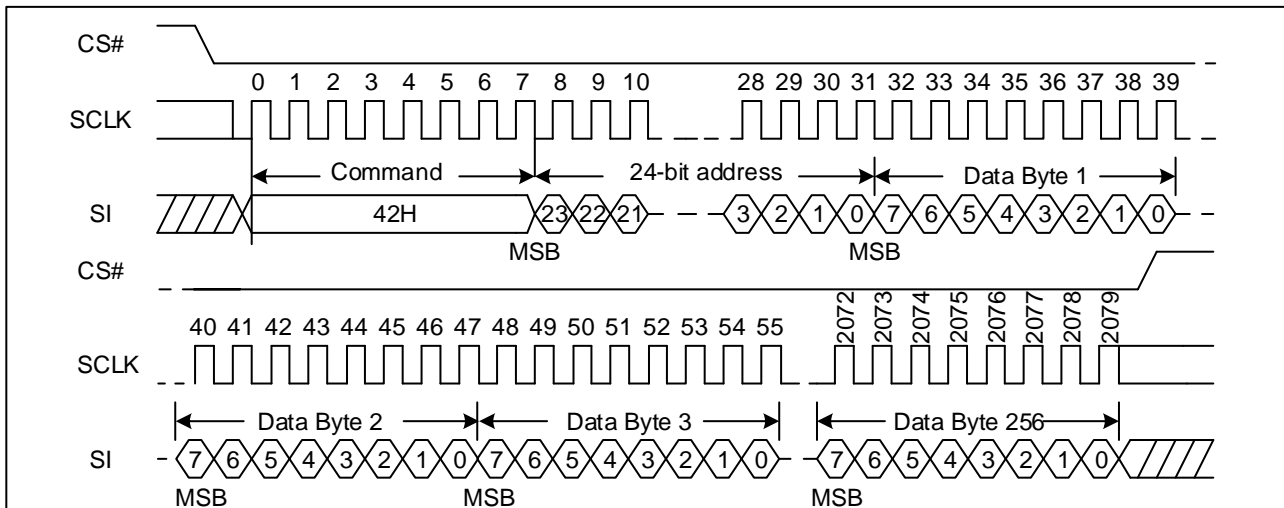 CS#
0 1 2 3 4 5 6 7 8 9 10 28 29 30 31 32 33 34 35 36 37 38 39
SCLK
Command 24-bit address Data Byte 1
SI 42H 23 22 21 3 2 1 0 7 6 5 4 3 2 1 0
MSB MSB
CS#
40 41 42 43 44 45 46 47 48 49 50 51 52 53 54 55 2072 2073 2074 2075 2076 2077 2078 2079
SCLK
Data Byte 2 Data Byte 3 Data Byte 256
SI 7 6 5 4 3 2 1 0 7 6 5 4 3 2 1 0 7 6 5 4 3 2 1 0
MSB MSB MSB